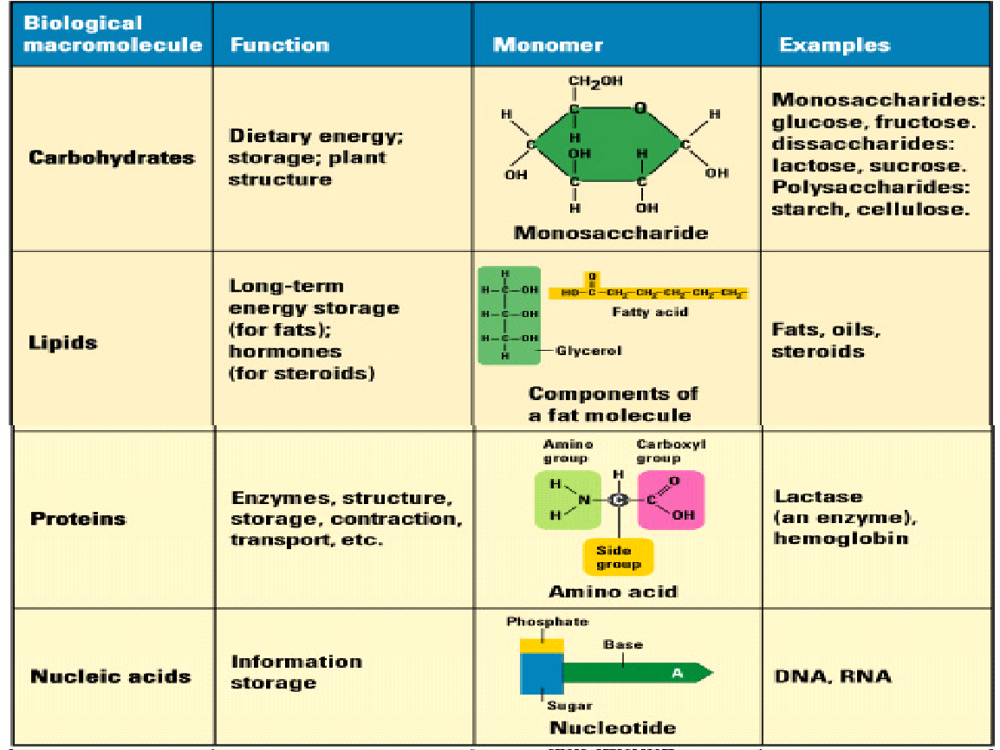 Biological
macromolecule
Function
Monomer
Examples
Carbohydrates
Dietary energy;
storage; plant
structure
CH2OH
C
O
H
H
H
C
OH
H
C
OH
C
C
OH
H
OH
Monosaccharide
Monosaccharides:
glucose, fructose.
dissaccharides:
lactose, sucrose.
Polysaccharides:
starch, cellulose.
Lipids
Long-term
energy storage
(for fats);
hormones
(for steroids)
H
H–C–OH
H–C–OH
H–C–OH
H
Glycerol
O
HO–C–CH2–CH2–CH2–CH2–CH2–
Fatty acid
Components of
a fat molecule
Fats, oils,
steroids
Proteins
Enzymes, structure,
storage, contraction,
transport, etc.
Amino
group
Carboxyl
group
H
H
O
N
C
C
H
OH
Side
group
Amino acid
Lactase
(an enzyme),
hemoglobin
Nucleic acids
Information
storage
Phosphate
Base
A
Sugar
Nucleotide
DNA, RNA